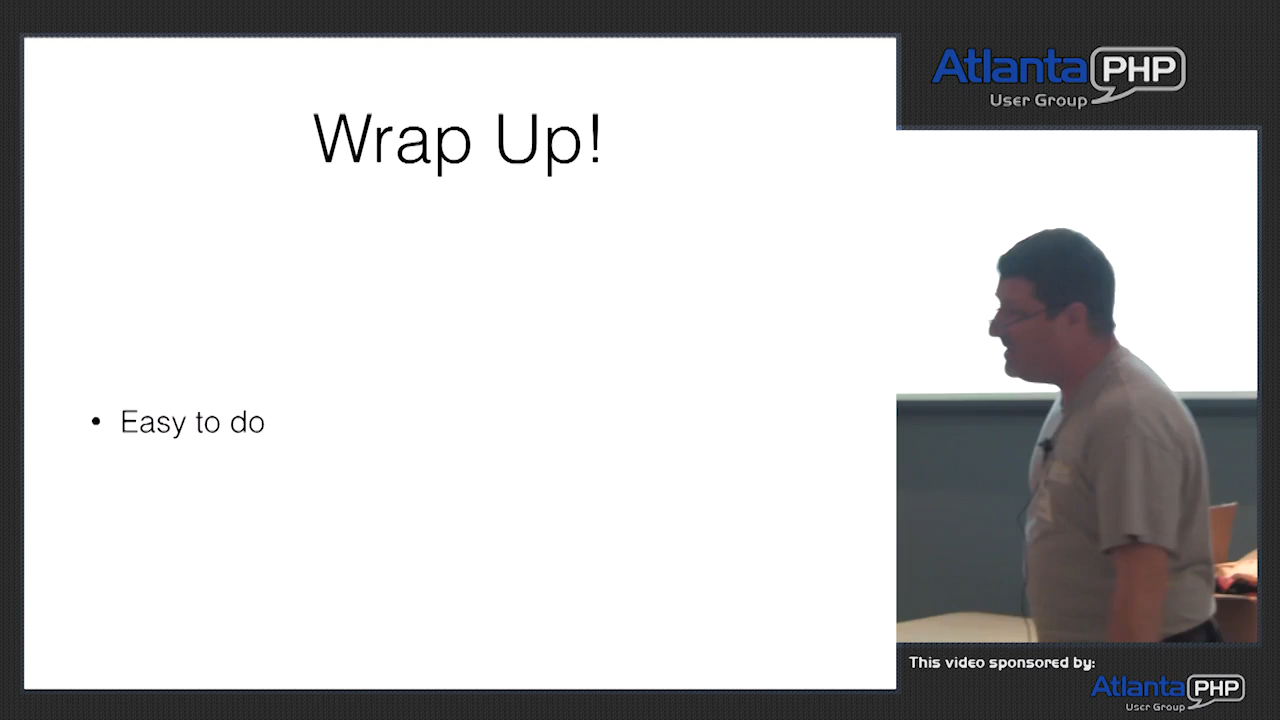 Wrap Up!
• Easy to do
Atlanta PHP
User Group
This video sponsored by:
Atlanta PHP
User Group